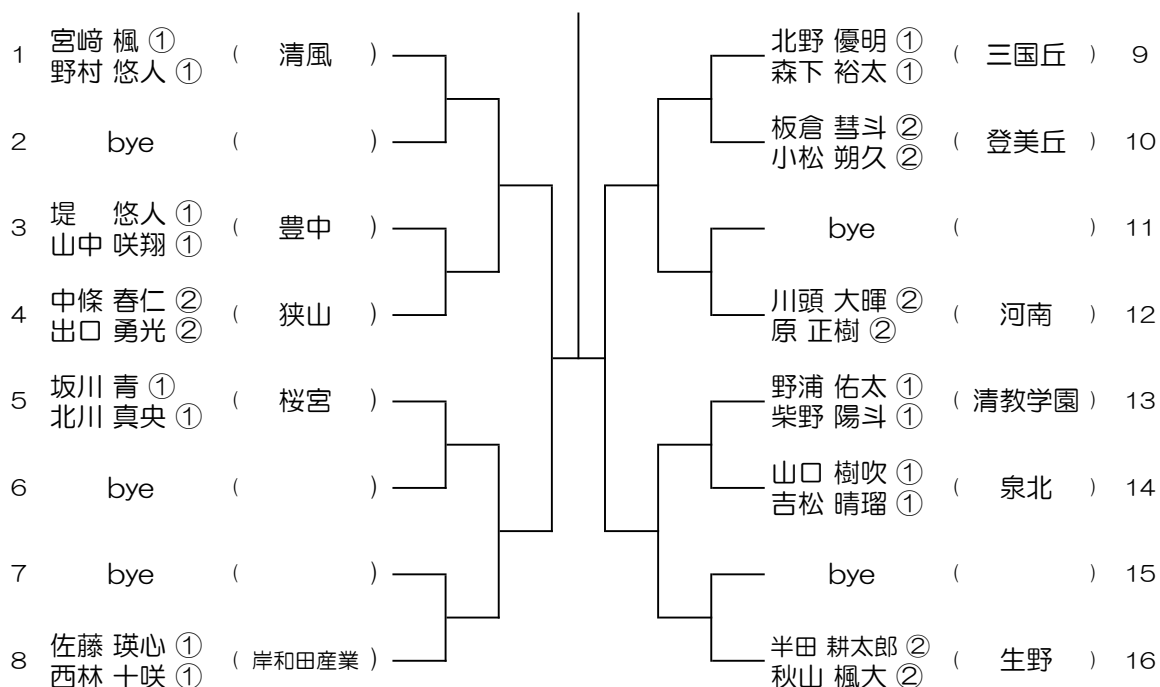 1 宮﨑 楓 ① ( 清風 )
野村 悠人 ①
2 bye ( )
3 堤 悠人 ① ( 豊中 )
山中 咲翔 ①
4 中條 春仁 ② ( 狭山 )
出口 勇光 ②
5 坂川 青 ① ( 桜宮 )
北川 真央 ①
6 bye ( )
7 bye ( )
8 佐藤 瑛心 ① ( 岸和田産業 )
西林 十咲 ①
北野 優明 ① ( 三国丘 ) 9
森下 裕太 ①
板倉 彗斗 ② ( 登美丘 ) 10
小松 朔久 ②
bye ( ) 11
川頭 大暉 ② ( 河南 ) 12
原 正樹 ②
野浦 佑太 ① ( 清教学園 ) 13
柴野 陽斗 ①
山口 樹吹 ① ( 泉北 ) 14
吉松 晴瑠 ①
bye ( ) 15
半田 耕太郎 ② ( 生野 ) 16
秋山 楓大 ②